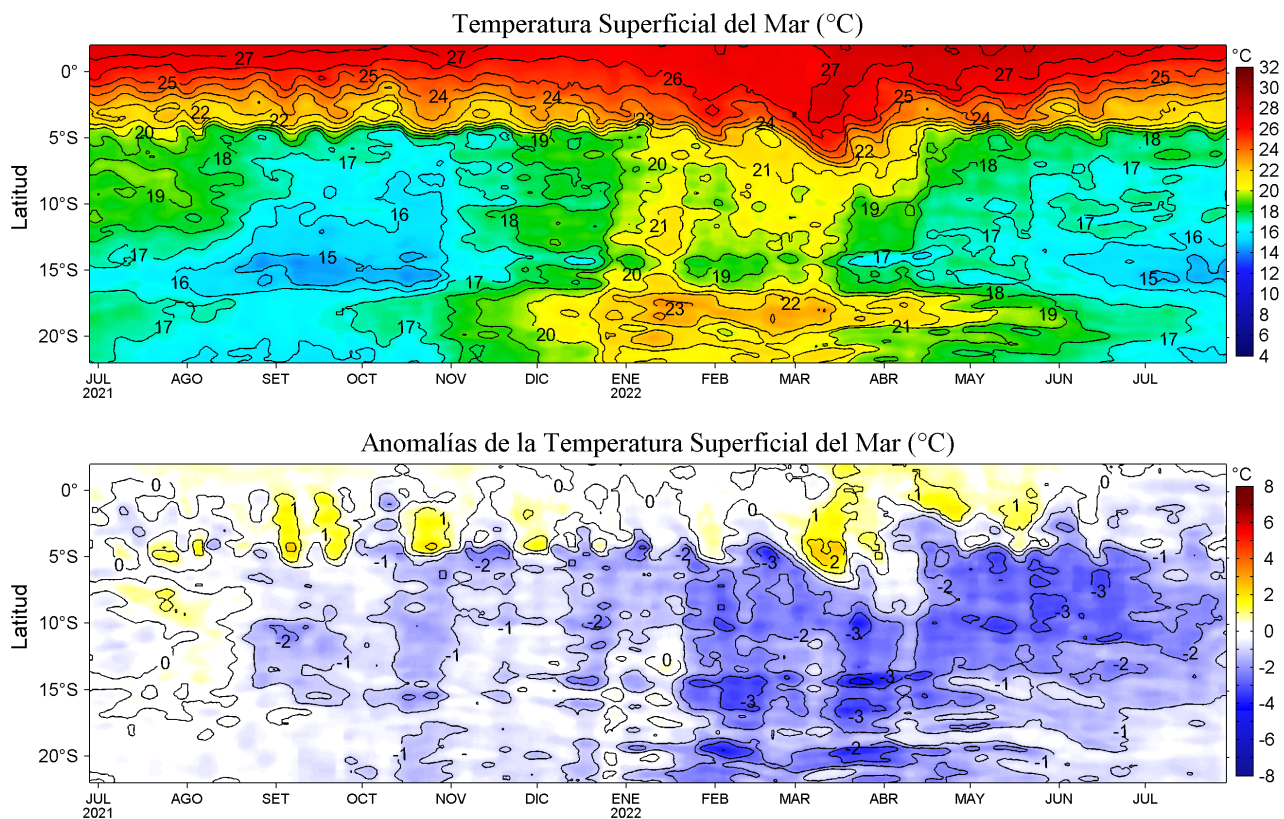 Temperatura Superficial del Mar (°C)
27 27 27 27
26
25 25 25 25
24 24 24 24
23
22 22 22
21 21 21
20 20 20 20
19 19 19 19 19
18 18 18 18 18
17 17 17 17 17 17 17 17
16 16 16
15 15
23 22
Latitud
0°
5°S
10°S
15°S
20°S
JUL AGO SET OCT NOV DIC ENE FEB MAR ABR MAY JUN JUL
2021 2022
°C
32
30
28
26
24
22
20
18
16
14
12
10
8
6
4
Anomalías de la Temperatura Superficial del Mar (°C)
0 0 0 0
1 1 1 1 1 1
2
0 0 0
-1 -1 -1 -1 -1 -1 -1 -1
-2 -2 -2 -2 -2 -2 -2 -2 -2
-3 -3 -3 -3 -3 -3 -3
Latitud
0°
5°S
10°S
15°S
20°S
JUL AGO SET OCT NOV DIC ENE FEB MAR ABR MAY JUN JUL
2021 2022
°C
8
6
4
2
0
-2
-4
-6
-8